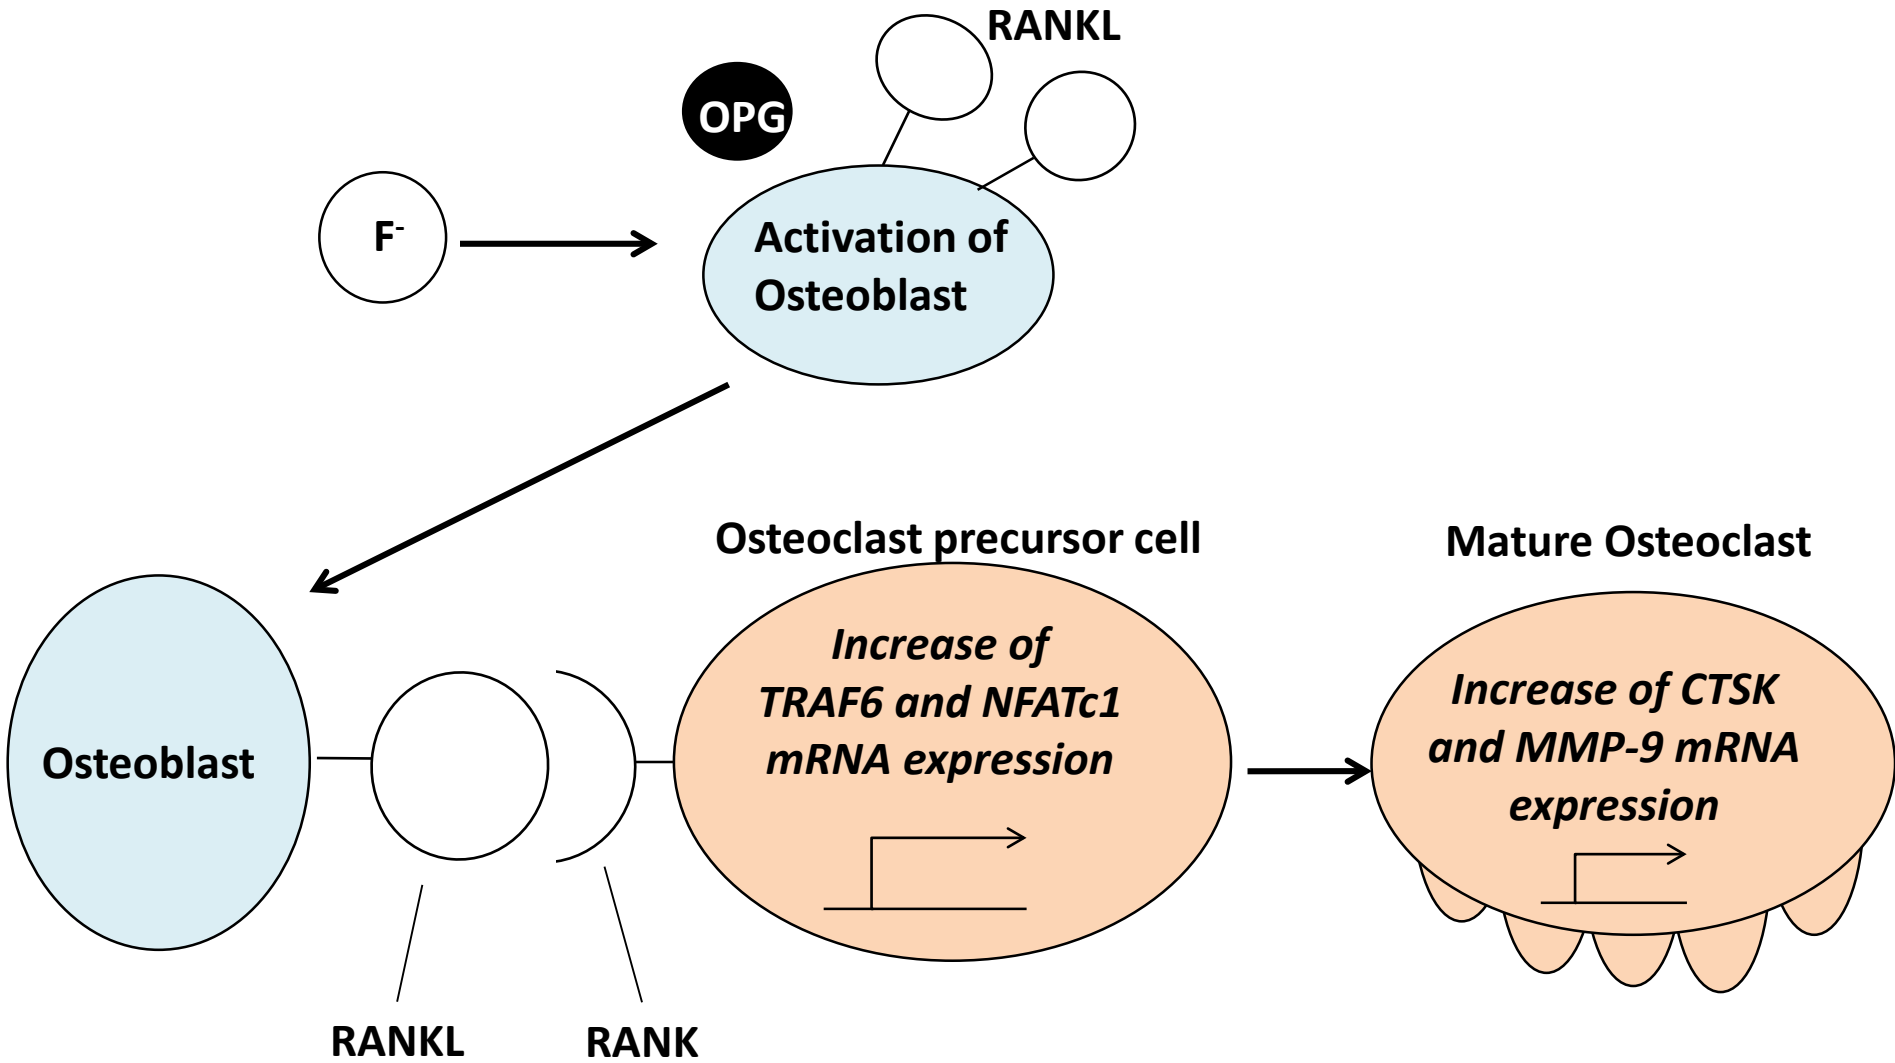 RANKL
OPG
F⁻
Activation of
Osteoblast
Osteoclast precursor cell
Mature Osteoclast
Osteoblast
Increase of
TRAF6 and NFATc1
mRNA expression
Increase of CTSK
and MMP-9 mRNA
expression
RANKL
RANK